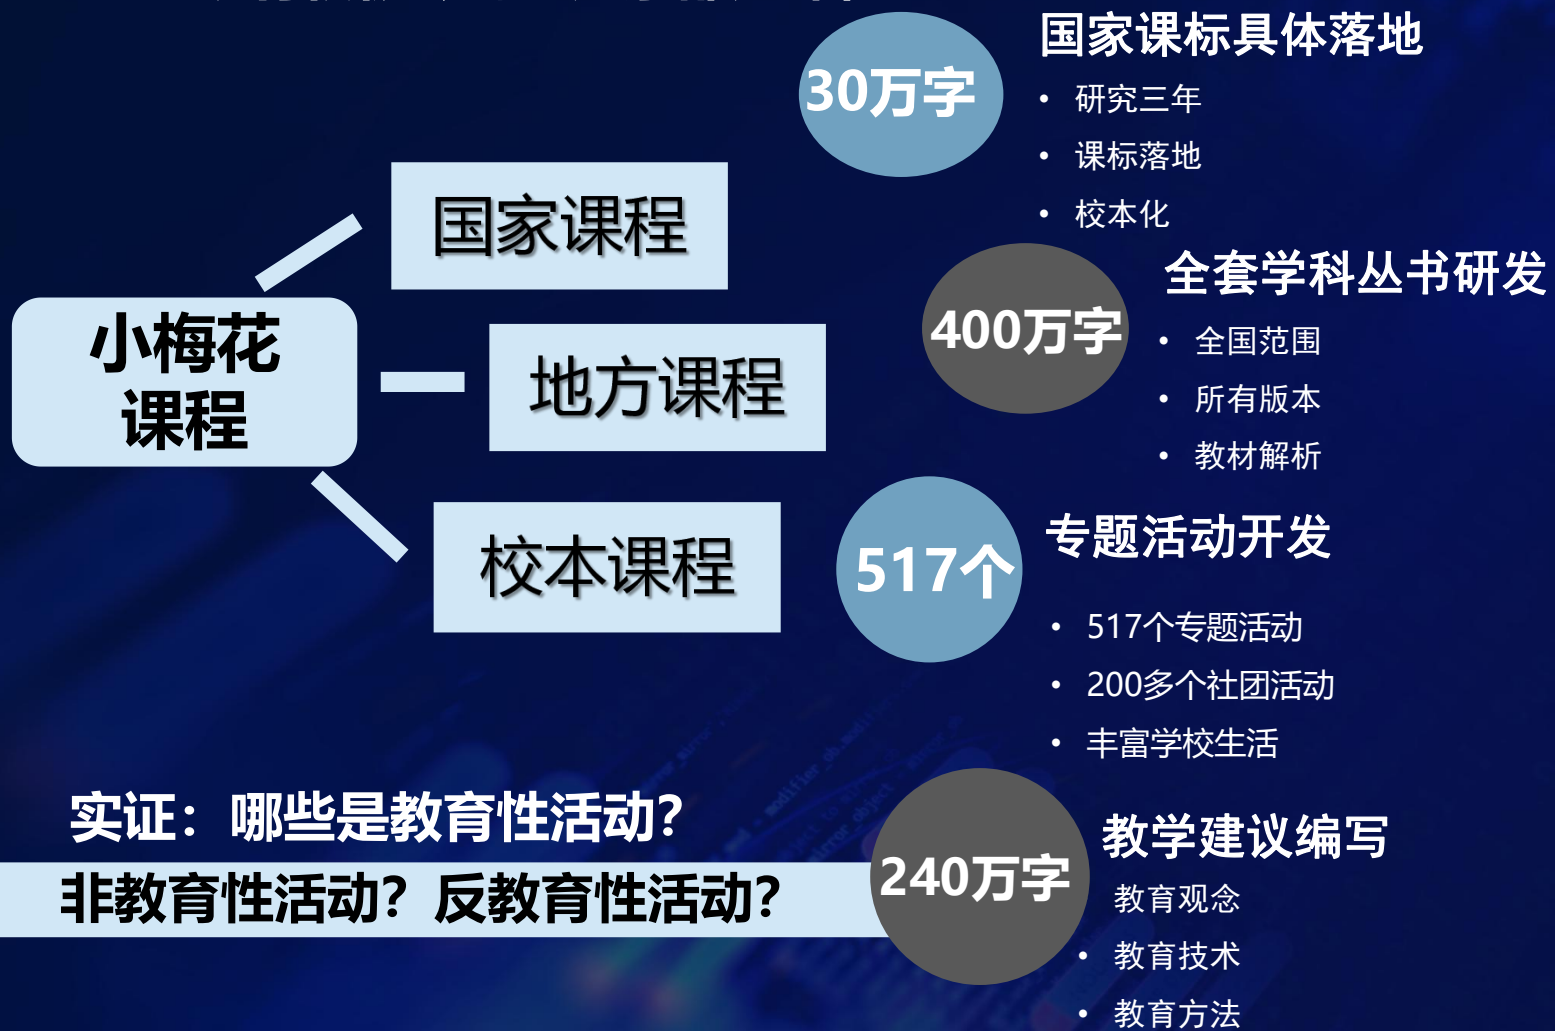 小梅花
课程
国家课程
地方课程
校本课程
30万字
国家课标具体落地
• 研究三年
• 课标落地
• 校本化
400万字
全套学科丛书研发
• 全国范围
• 所有版本
• 教材解析
517个
专题活动开发
• 517个专题活动
• 200多个社团活动
• 丰富学校生活
240万字
教学建议编写
教育观念
• 教育技术
• 教育方法
实证：哪些是教育性活动？
非教育性活动？反教育性活动？